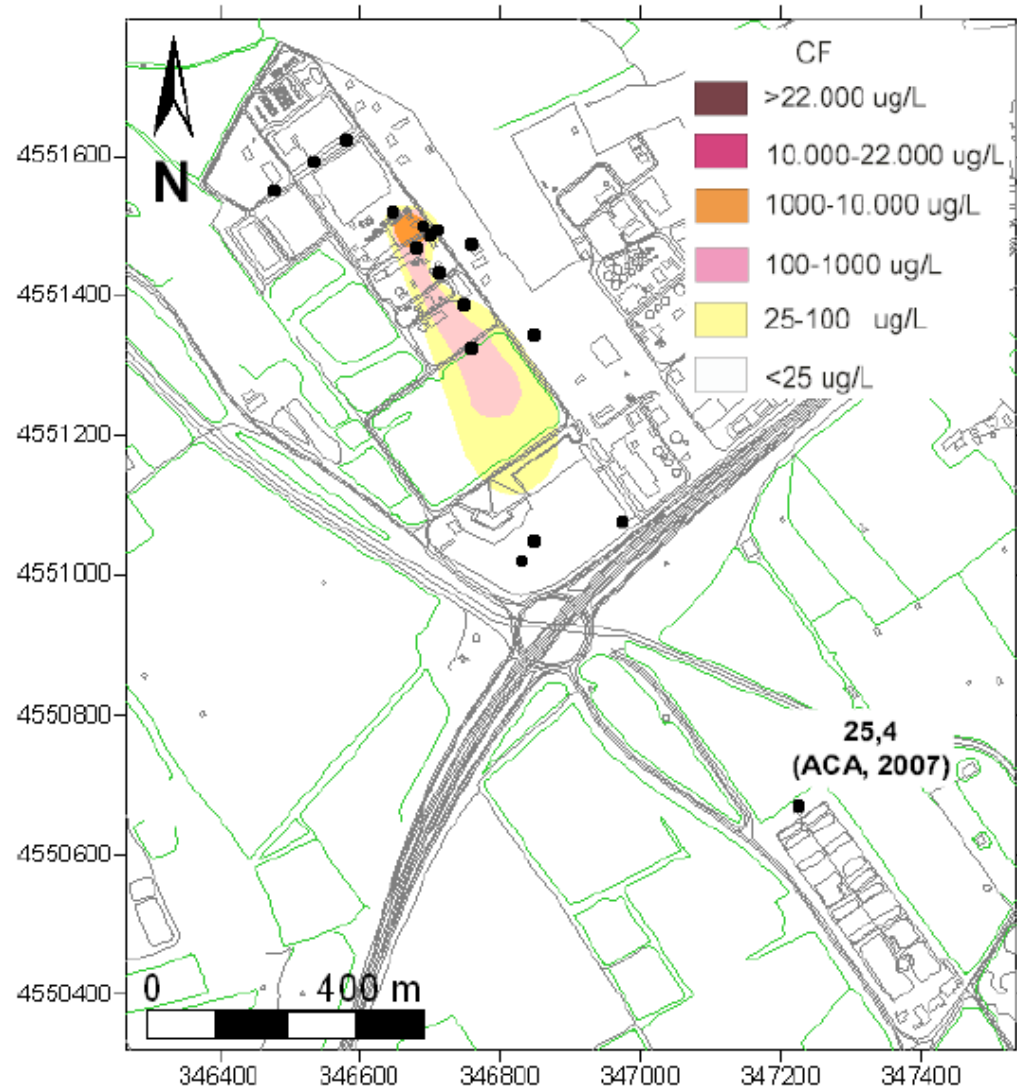 CF
>22.000 ug/L
10.000-22.000 ug/L
1000-10.000 ug/L
100-1000 ug/L
25-100 ug/L
<25 ug/L
N
4551600
4551400
4551200
4551000
4550800
4550600
4550400
25,4
(ACA, 2007)
0 400 m
346400 346600 346800 347000 347200 347400